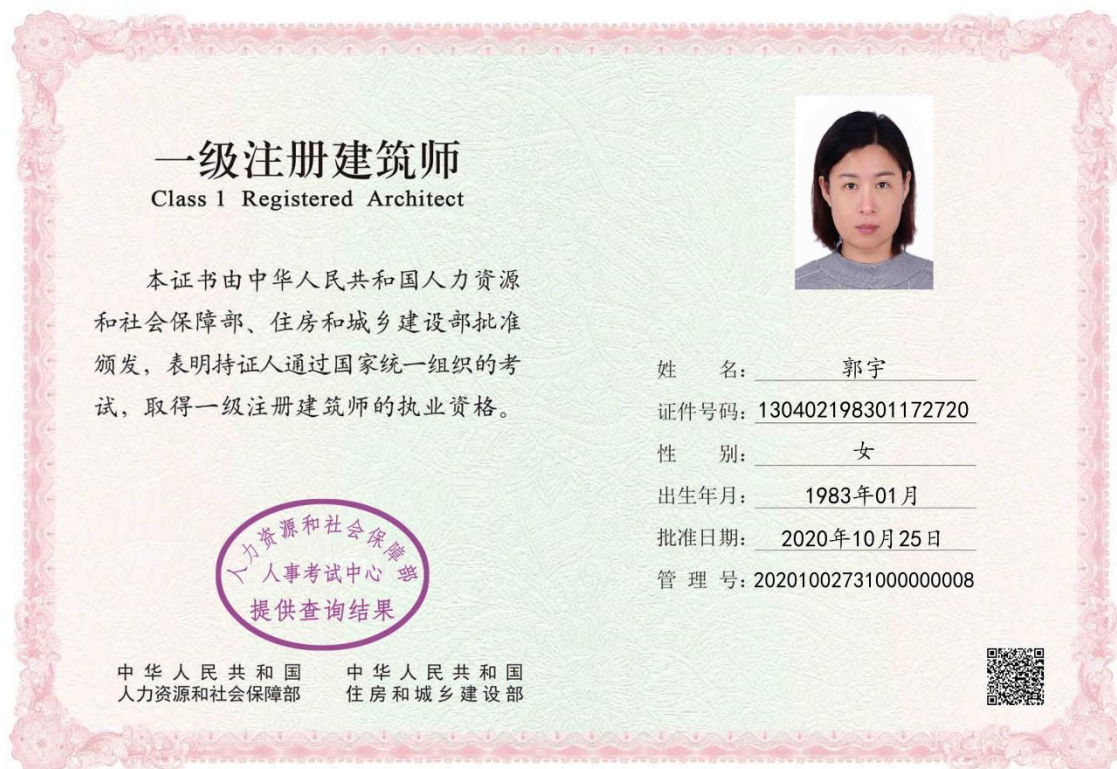 一级注册建筑师
Class 1 Registered Architect
本证书由中华人民共和国人力资源
和社会保障部、住房和城乡建设部批准
颁发，表明持证人通过国家统一组织的考
试，取得一级注册建筑师的执业资格。
人力资源和社会保障部
人事考试中心
提供查询结果
中华人民共和国
人力资源和社会保障部
中华人民共和国
住房和城乡建设部
姓 名：郭宇
证件号码：130402198301172720
性 别：女
出生年月：1983年01月
批准日期：2020年10月25日
管 理 号：20201002731000000008